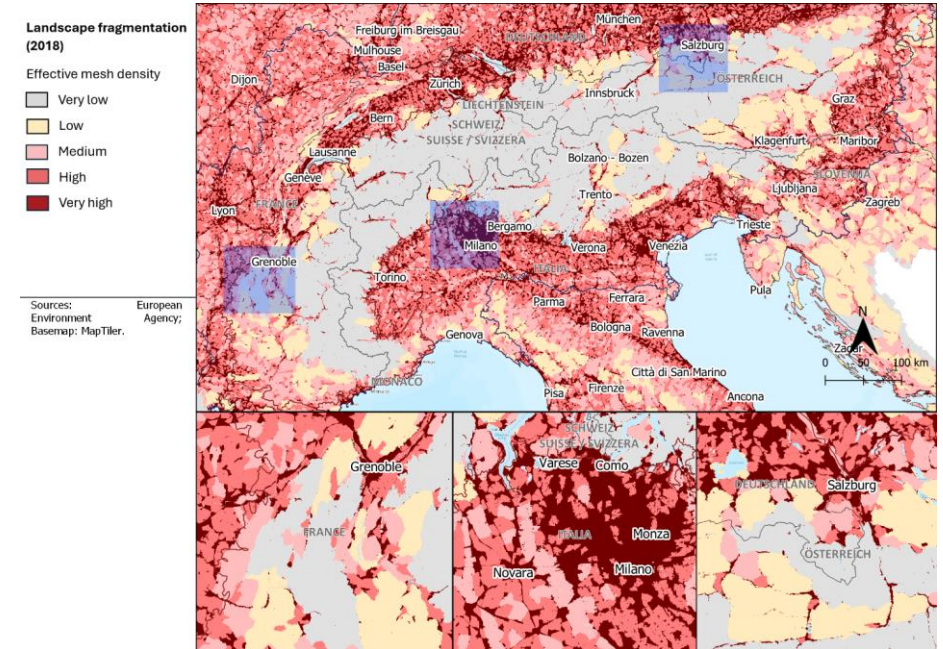 Landscape fragmentation
(2018)
Effective mesh density
Very low
Low
Medium
High
Very high
Sources: European
Environment Agency;
Basemap: MapTiler.
München
Freiburg im Breisgau
DEUTSCHLAND
Salzburg
Mulhouse
Basel
Dijon
Zürich
ÖSTERREICH
Innsbruck
LIECHTENSTEIN
Graz
Bern
SCHWEIZ/
SUISSE / SVIZZERA
Klagenfurt
Maribor
Lausanne
Bolzano - Bozen
Genève
SLOVENIJA
Trento
Ljubljana
Lyon
FRANCE
Zagreb
Bergamo
Trieste
Milano
Verona
Venezia
Grenoble
ITALIA
Torino
Pula
Parma
Ferrara
N
Genova
Bologna
Ravenna
Zadar
0 50 100 km
Città di San Marino
MONACO
Pisa
Firenze
Ancona
Grenoble
FRANCE
SCHWEIZ/
SUISSE / SVIZZERA
Varese
Como
ITALIA
Monza
Novara
Milano
DEUTSCHLAND
Salzburg
ÖSTERREICH